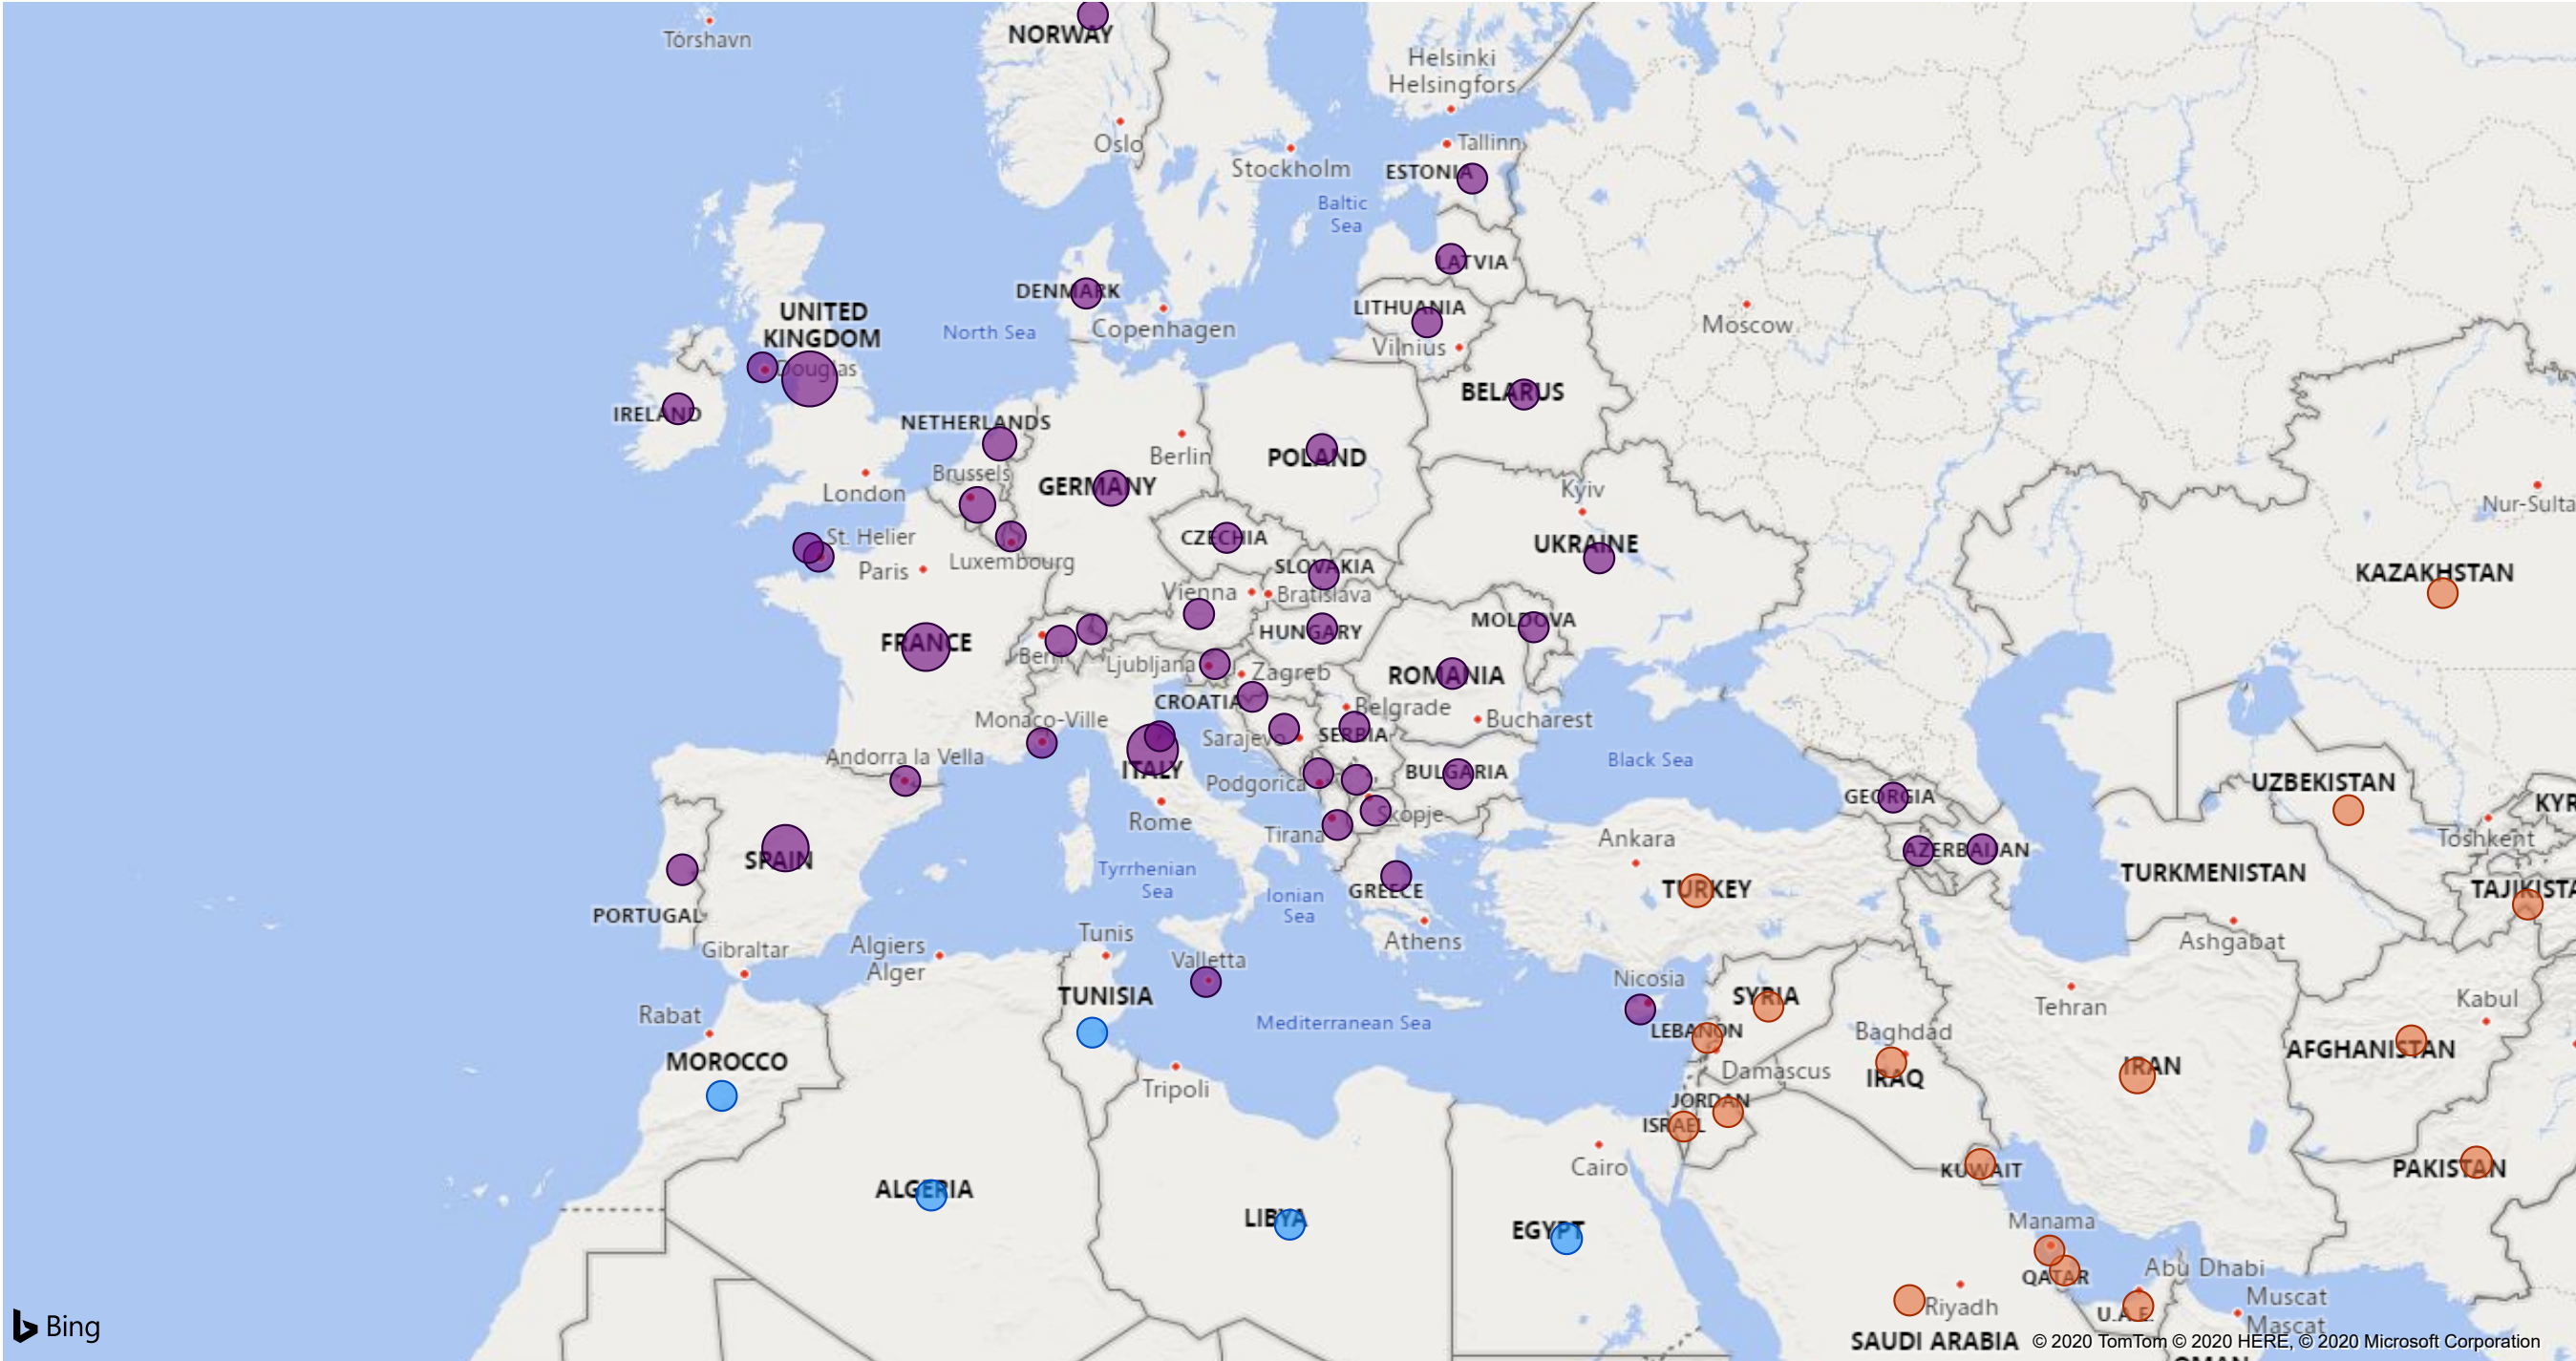 NORWAY
Tórshavn
Helsinki
Helsingfors
Oslo
Tallinn
Stockholm
ESTONIA
Baltic
Sea
LATVIA
DENMARK
LITHUANIA
UNITED
KINGDOM
North Sea
Copenhagen
Moscow
Vilnius
Douglas
BELARUS
IRELAND
NETHERLANDS
Berlin
POLAND
Brussels
GERMANY
London
Kyiv
Nur-Sulta
St. Helier
CZECHIA
UKRAINE
Paris
Luxembourg
SLOVAKIA
KAZAKHSTAN
Vienna
Bratislava
MOLDOVA
HUNGARY
FRANCE
Bern
Ljubljana
Zagreb
ROMANIA
CROATIA
Belgrade
Monaco-Ville
Bucharest
Sarajevo
SERBIA
Andorra la Vella
Black Sea
ITALY
BULGARIA
Podgorica
UZBEKISTAN
GEORGIA
KYR
Rome
Skopje
Tirana
Ankara
Toshkent
AZERBAIJAN
SPAIN
Tyrrhenian
Sea
TURKMENISTAN
TURKEY
GREECE
TAJIKISTA
Ionian
Sea
PORTUGAL
Tunis
Athens
Ashgabat
Gibraltar
Algiers
Alger
Valletta
Nicosia
TUNISIA
SYRIA
Kabul
Tehran
Rabat
Mediterranean Sea
LEBANON
Baghdad
AFGHANISTAN
MOROCCO
Damascus
IRAN
IRAQ
Tripoli
JORDAN
ISRAEL
Cairo
KUWAIT
PAKISTAN
ALGERIA
LIBYA
EGYPT
Manama
Abu Dhabi
QATAR
Riyadh
U.A.E.
Muscat
Mascat
Bing
SAUDI ARABIA
© 2020 TomTom © 2020 HERE, © 2020 Microsoft Corporation
OMAN